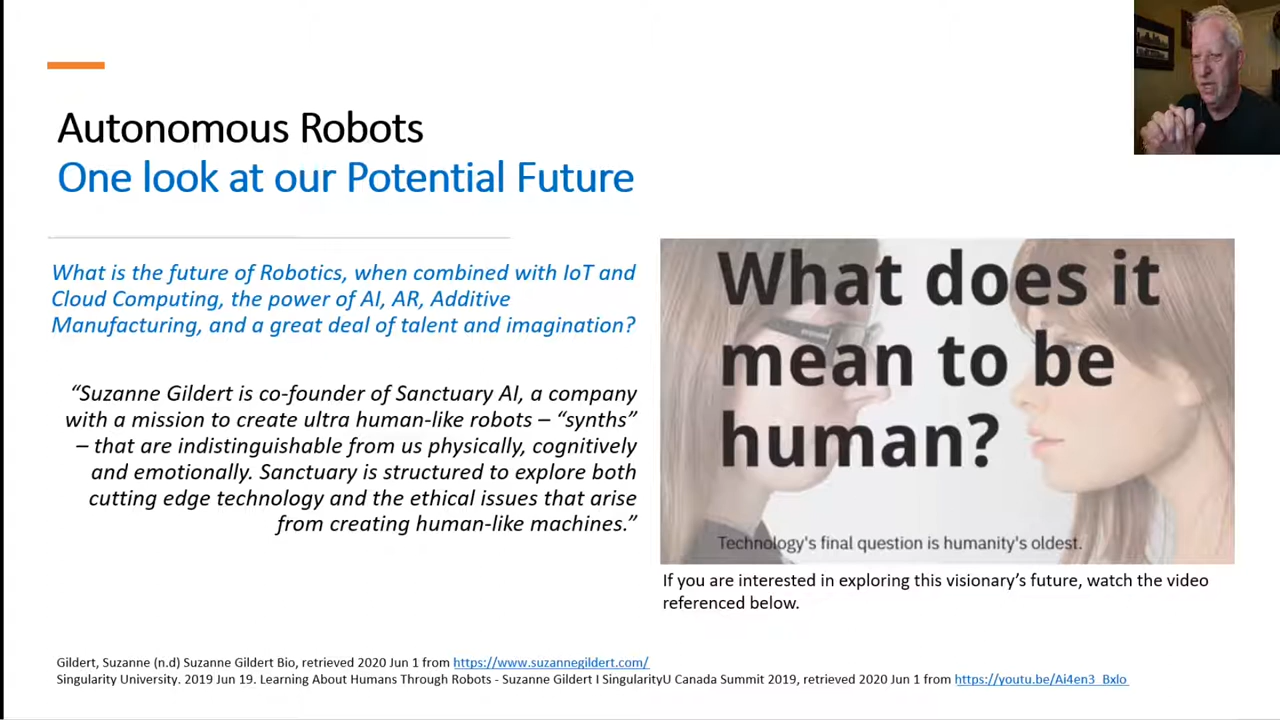 Autonomous Robots
One look at our Potential Future
What is the future of Robotics, when combined with IoT and
Cloud Computing, the power of AI, AR, Additive
Manufacturing, and a great deal of talent and imagination?
“Suzanne Gildert is co-founder of Sanctuary AI, a company
with a mission to create ultra human-like robots – “synths”
– that are indistinguishable from us physically, cognitively
and emotionally. Sanctuary is structured to explore both
cutting edge technology and the ethical issues that arise
from creating human-like machines.”
What does it
mean to be
human?
Technology's final question is humanity's oldest.
If you are interested in exploring this visionary’s future, watch the video
referenced below.
Gildert, Suzanne (n.d) Suzanne Gildert Bio, retrieved 2020 Jun 1 from https://www.suzannegildert.com/
Singularity University. 2019 Jun 19. Learning About Humans Through Robots - Suzanne Gildert I SingularityU Canada Summit 2019, retrieved 2020 Jun 1 from https://youtu.be/Ai4en3_Bxlo